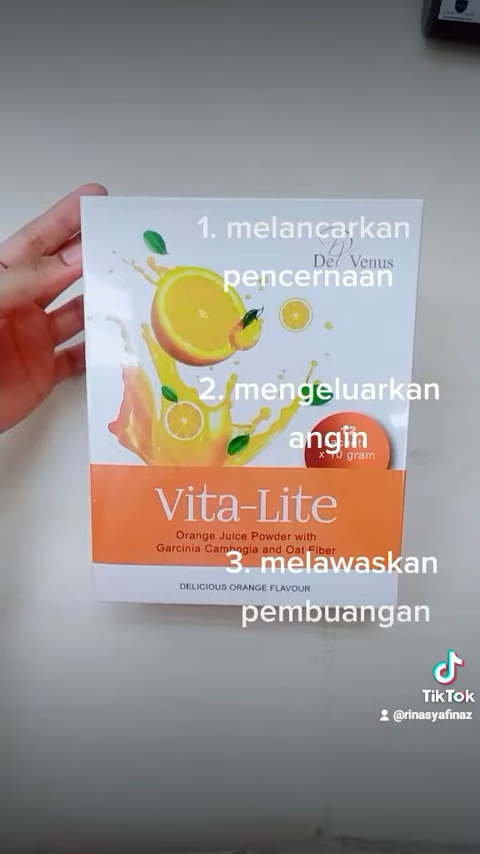 1. melancarkan
pencernaan
De Venus
2. mengeluarkan
angin
x 10 gram
Vita-Lite
Orange Juice Powder with
Garcinia Cambogia and Oat Fiber
3. melawaskan
DELICIOUS ORANGE FLAVOUR
pembuangan
TikTok
@rinasyafinaz